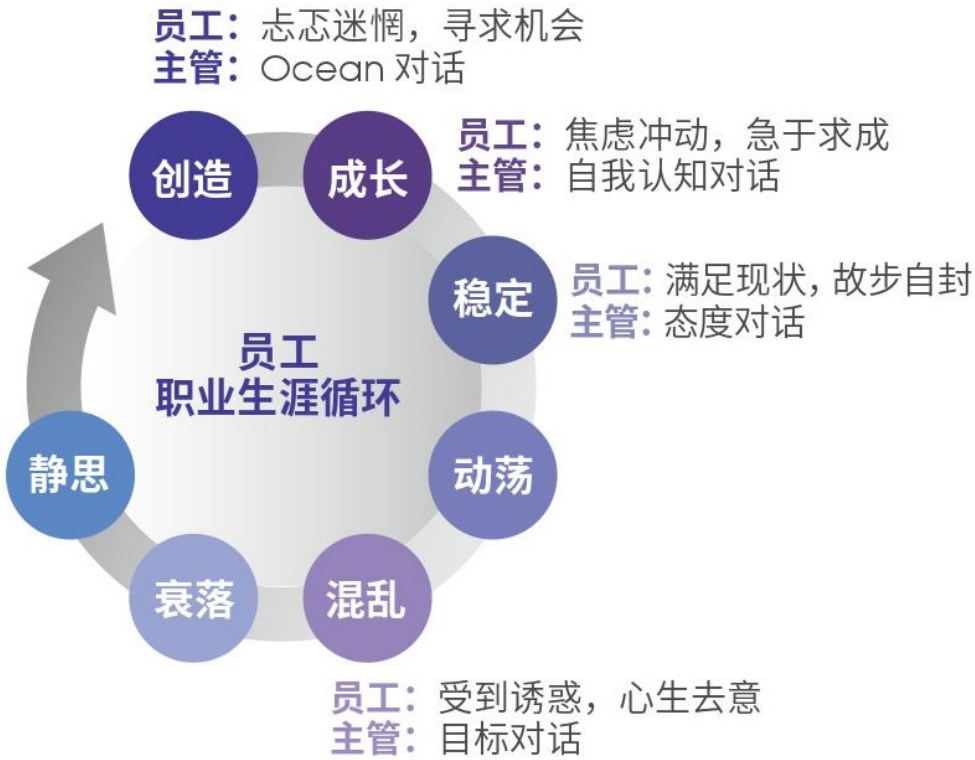 员工：忐忑迷惘，寻求机会
主管：Ocean 对话
创造
成长
员工：焦虑冲动，急于求成
主管：自我认知对话
稳定
员工：满足现状，故步自封
主管：态度对话
员工
职业生涯循环
静思
动荡
衰落
混乱
员工：受到诱惑，心生去意
主管：目标对话